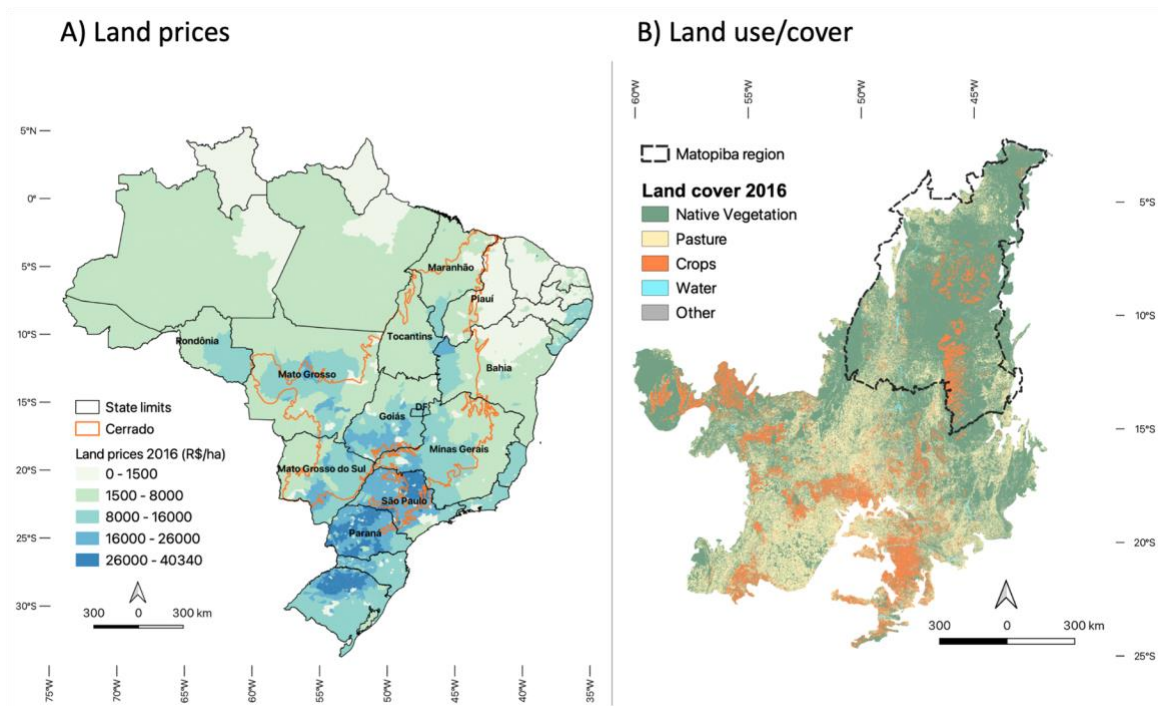 A) Land prices
5°N
0°
5°S
10°S
15°S
20°S
25°S
30°S
75°W
70°W
65°W
60°W
55°W
50°W
45°W
40°W
35°W
Maranhão
Piauí
Tocantins
Rondônia
Bahia
Mato Grosso
Goiás
DF
Minas Gerais
Mato Grosso do Sul
São Paulo
Paraná
State limits
Cerrado
Land prices 2016 (R$/ha)
0 - 1500
1500 - 8000
8000 - 16000
16000 - 26000
26000 - 40340
300 0 300 km
B) Land use/cover
60°W
55°W
50°W
45°W
Matopiba region
Land cover 2016
Native Vegetation
Pasture
Crops
Water
Other
5°S
10°S
15°S
20°S
25°S
300 0 300 km